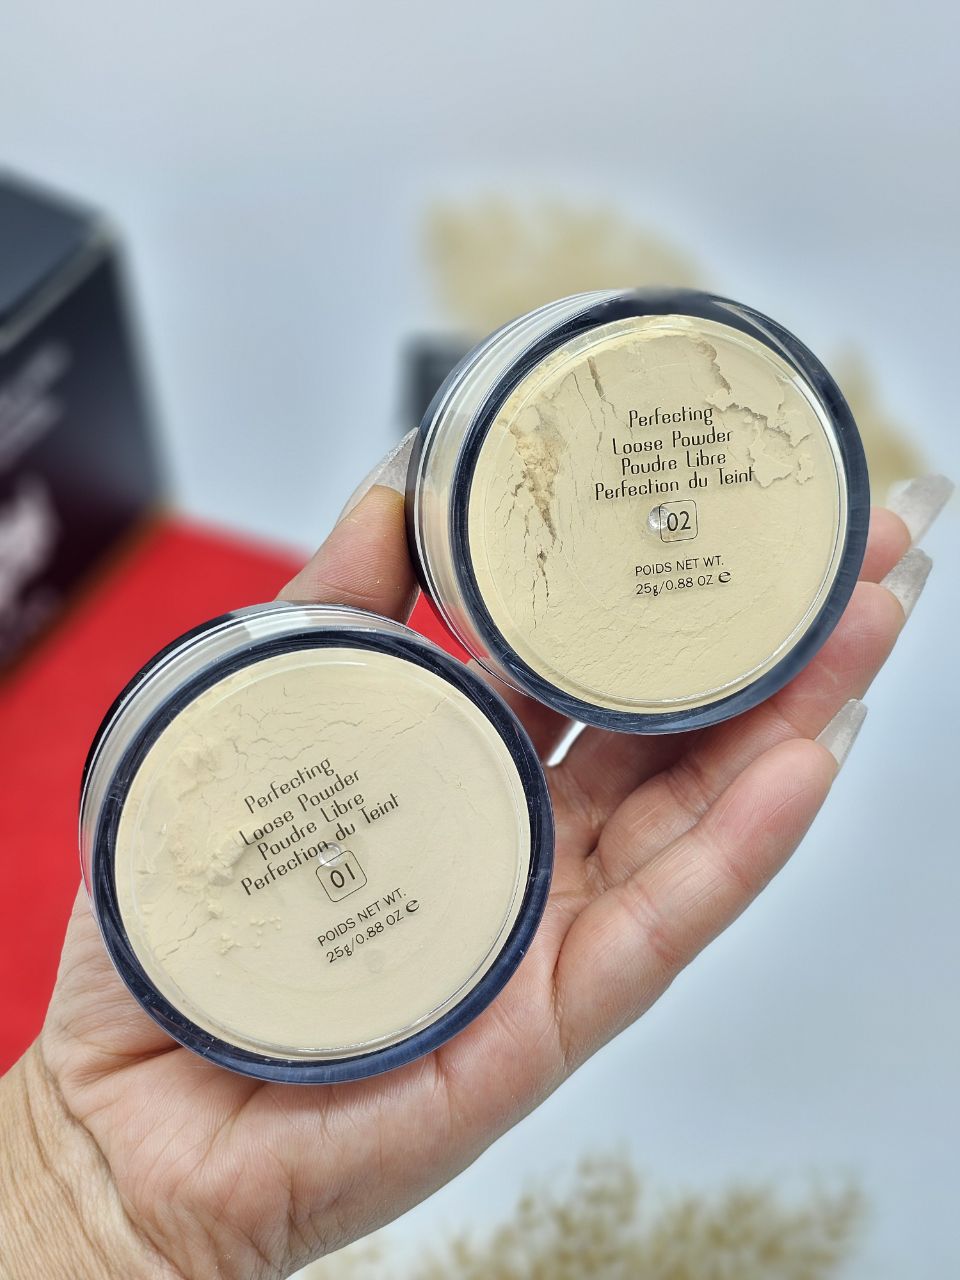 Perfecting
Loose Powder
Poudre Libre
Perfection du Teint
02
POIDS NET WT.
25g/0.88 OZ e
Perfecting
Loose Powder
Poudre Libre
Perfection du Teint
01
POIDS NET WT.
25g/0.88 OZ e